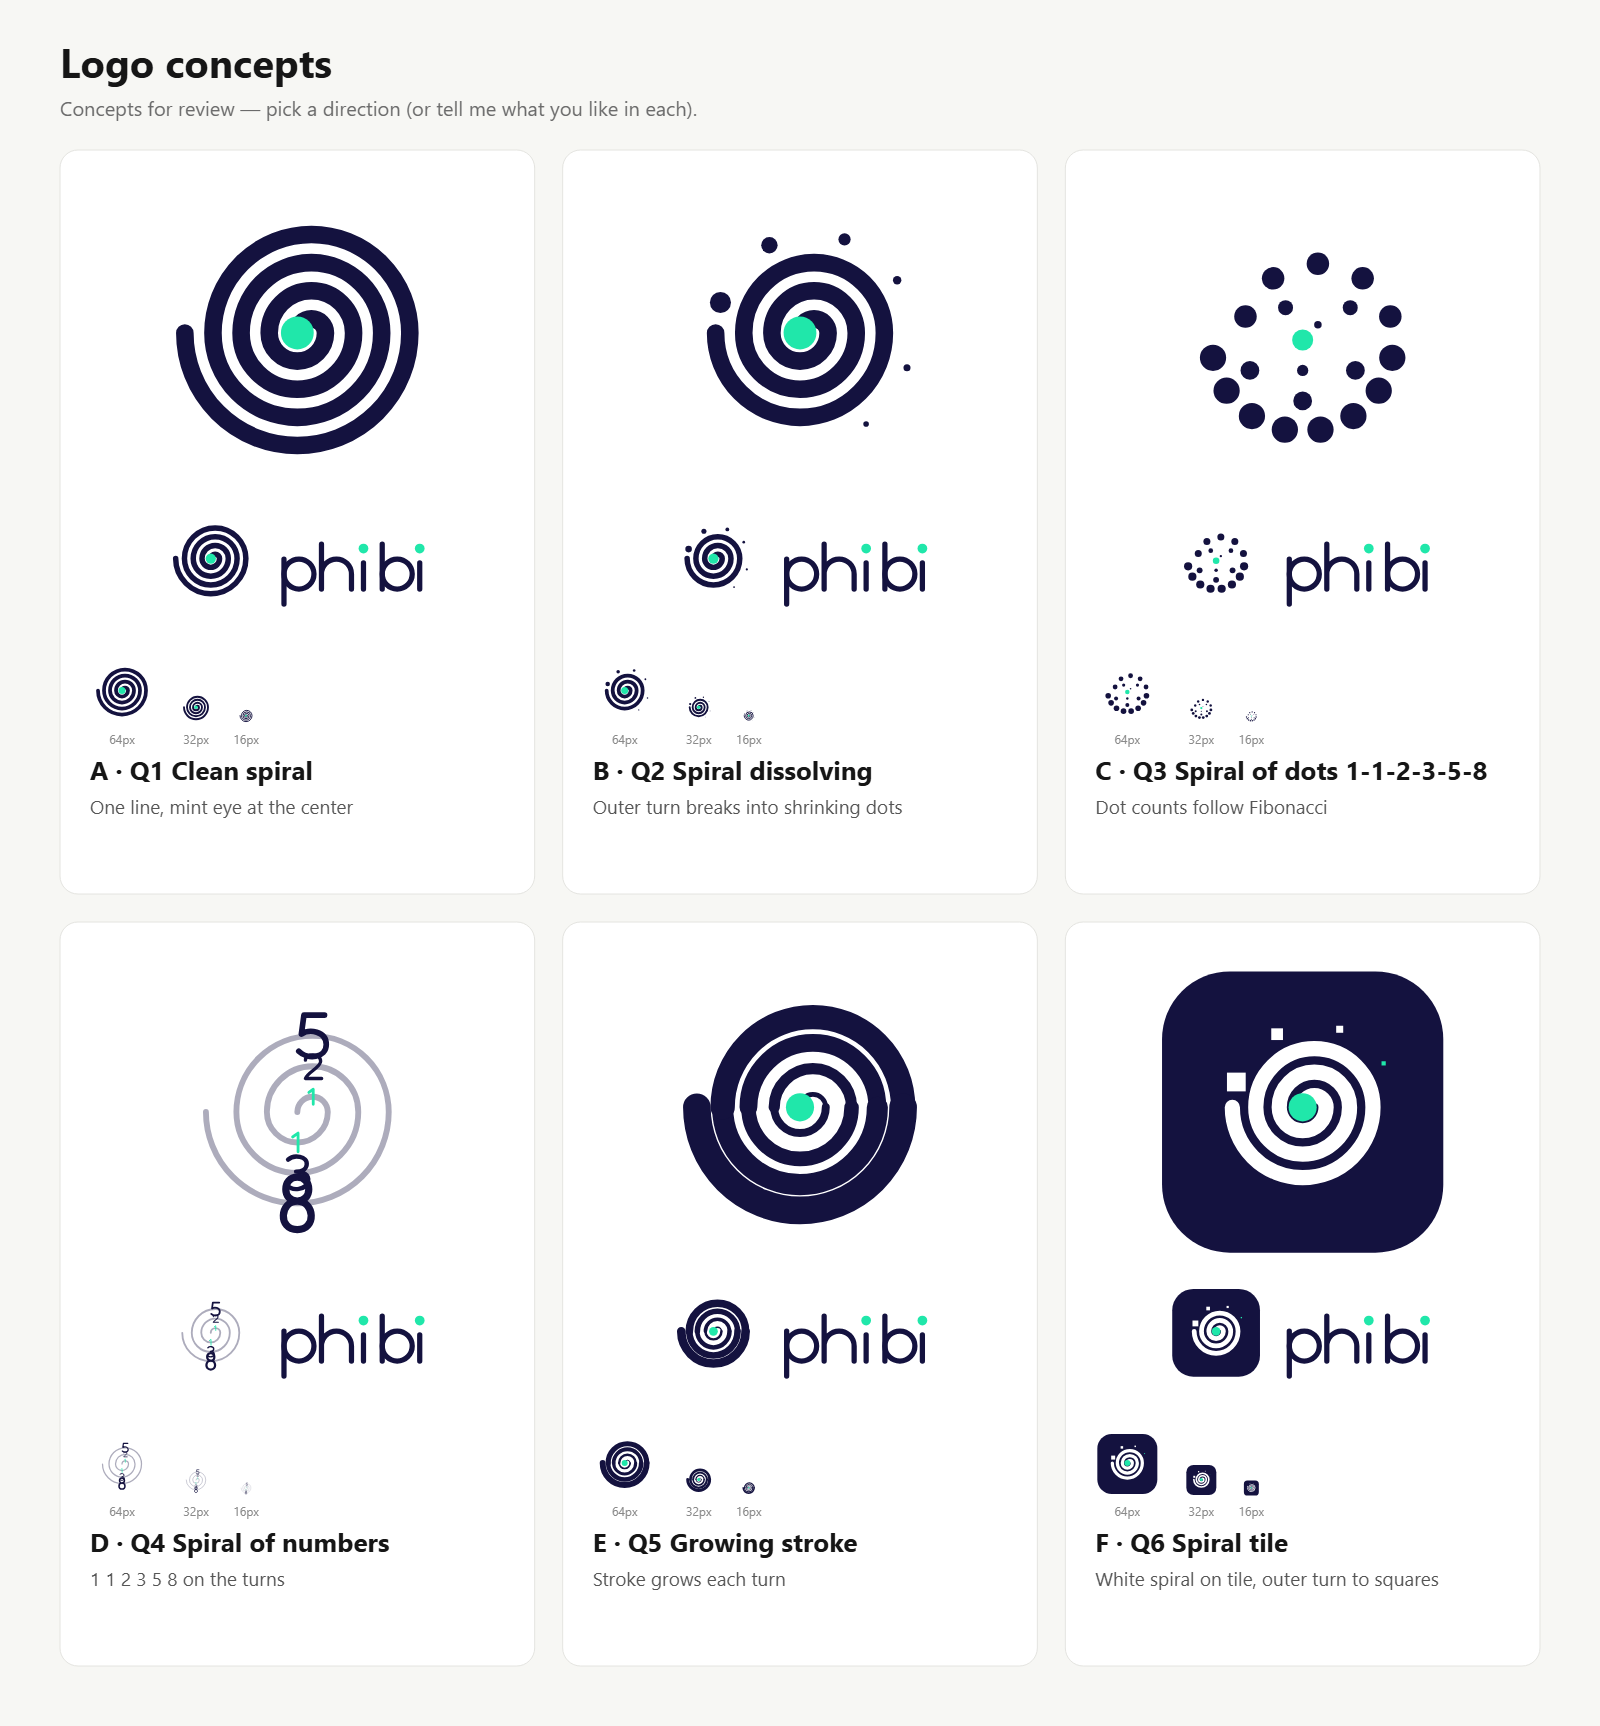 Logo concepts
Concepts for review — pick a direction (or tell me what you like in each).
phibi
64px 32px 16px
A · Q1 Clean spiral
One line, mint eye at the center
phibi
64px 32px 16px
B · Q2 Spiral dissolving
Outer turn breaks into shrinking dots
phibi
64px 32px 16px
C · Q3 Spiral of dots 1-1-2-3-5-8
Dot counts follow Fibonacci
5
2
1
1
3
8
phibi
64px 32px 16px
D · Q4 Spiral of numbers
1 1 2 3 5 8 on the turns
phibi
64px 32px 16px
E · Q5 Growing stroke
Stroke grows each turn
phibi
64px 32px 16px
F · Q6 Spiral tile
White spiral on tile, outer turn to squares